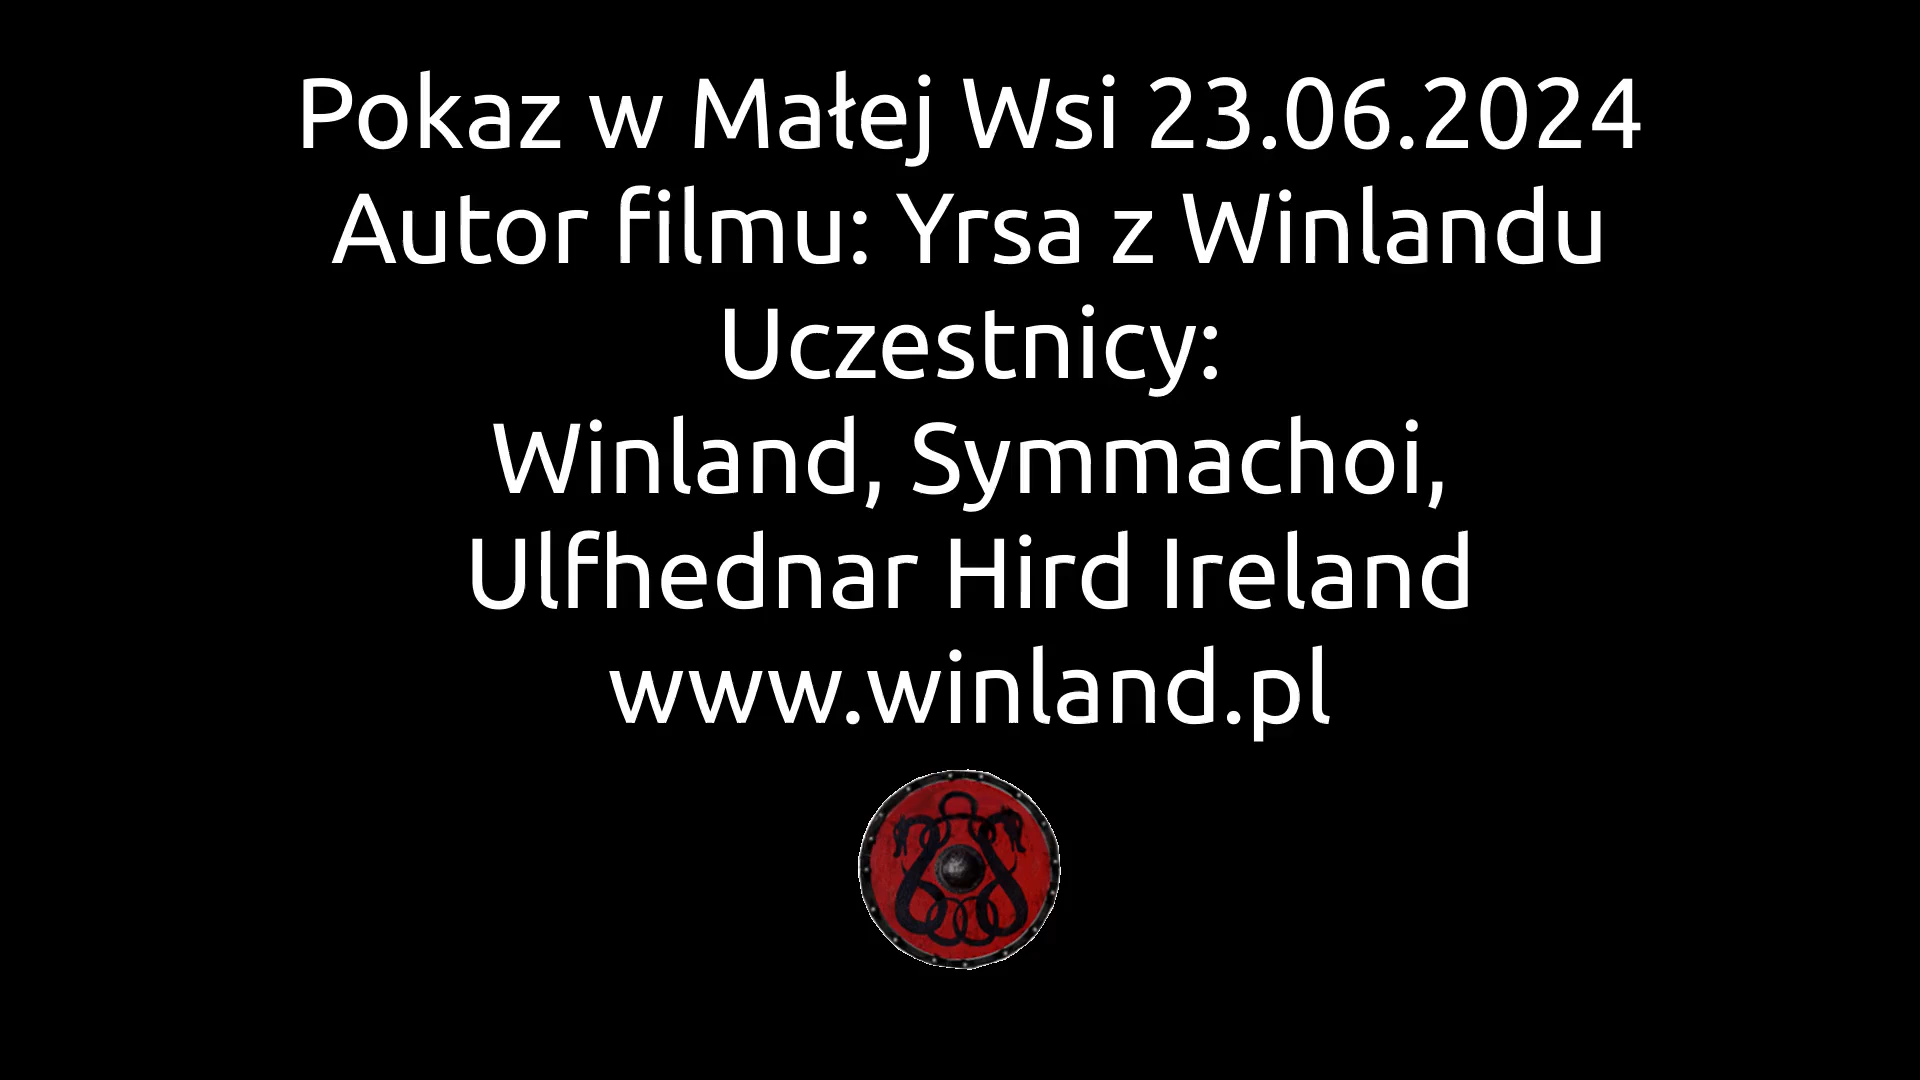 Pokaz w Małej Wsi 23.06.2024
Autor filmu: Yrsa z Winlandu
Uczestnicy:
Winland, Symmachoi,
Ulfhednar Hird Ireland
www.winland.pl